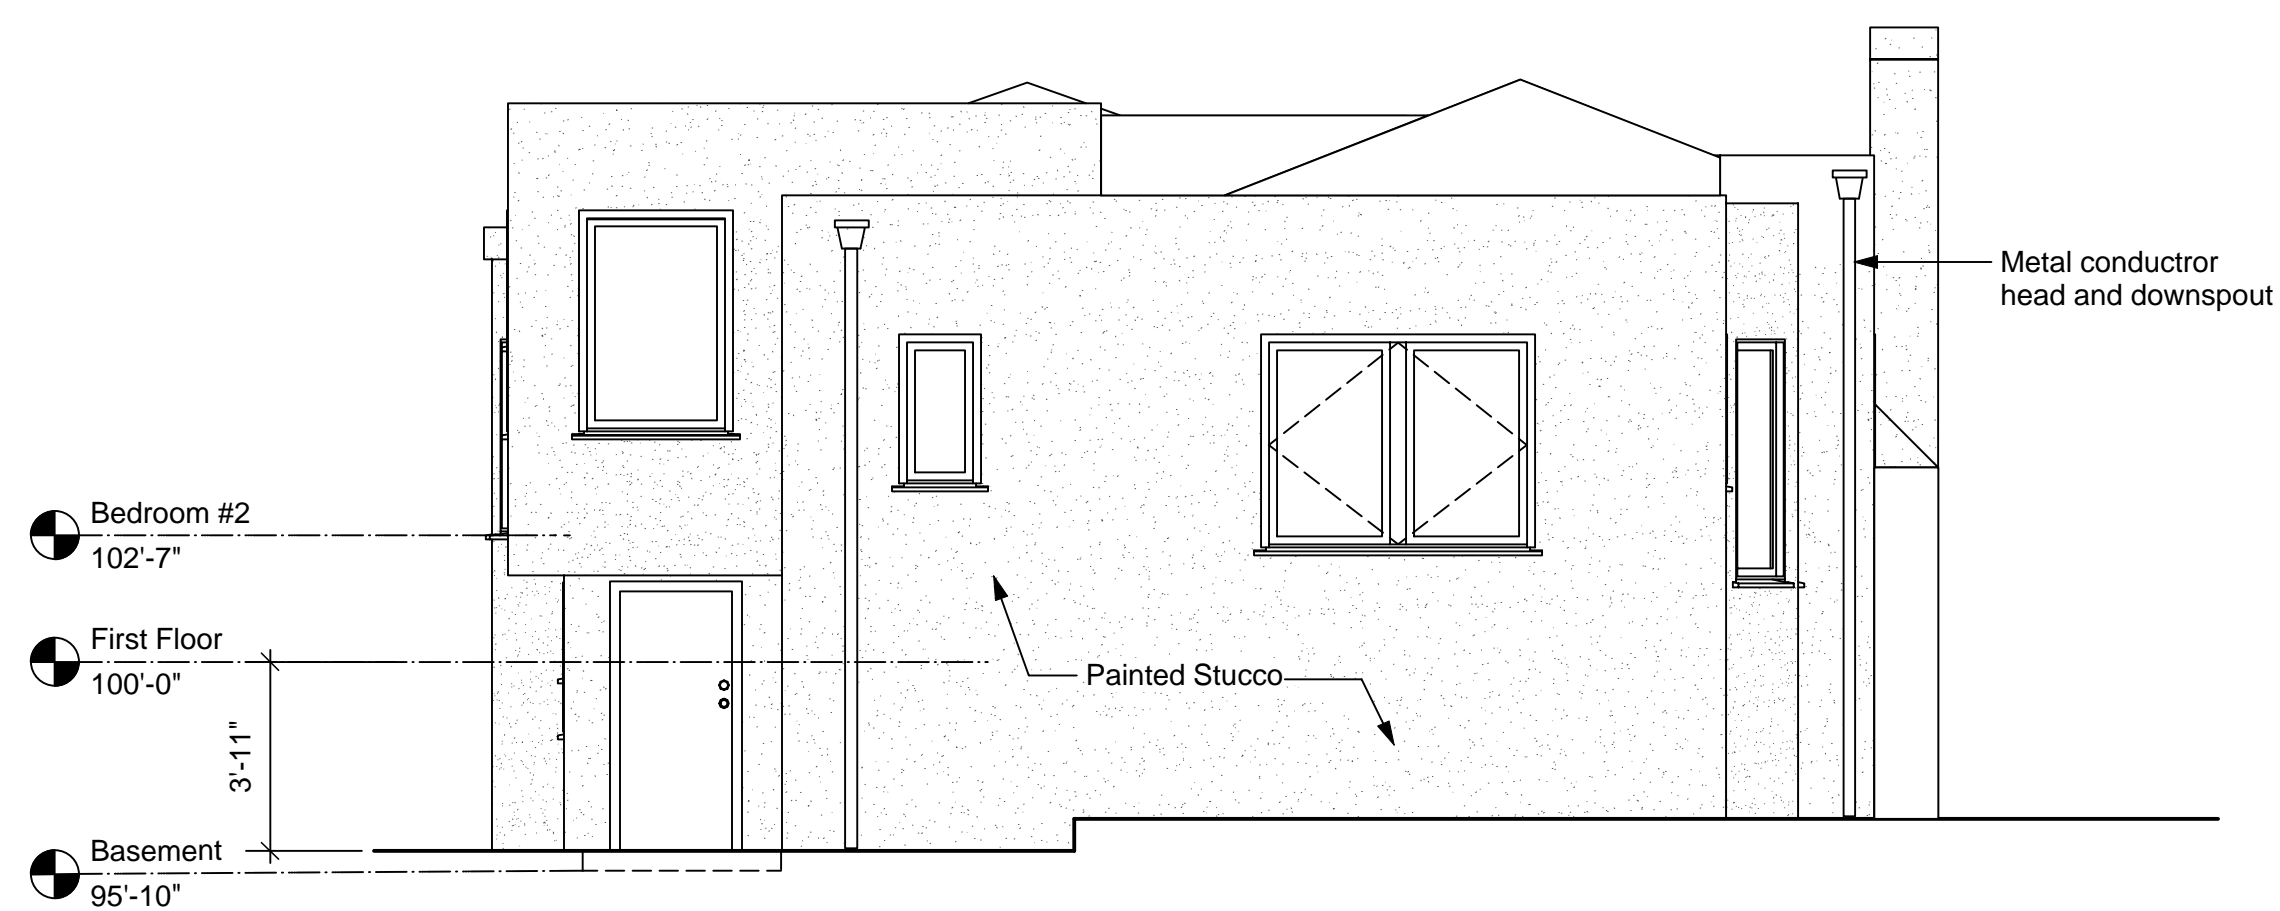 Metal conductror
head and downspout
Bedroom #2
102'-7"
First Floor
100'-0"
Painted Stucco
3'-11"
Basement
95'-10"